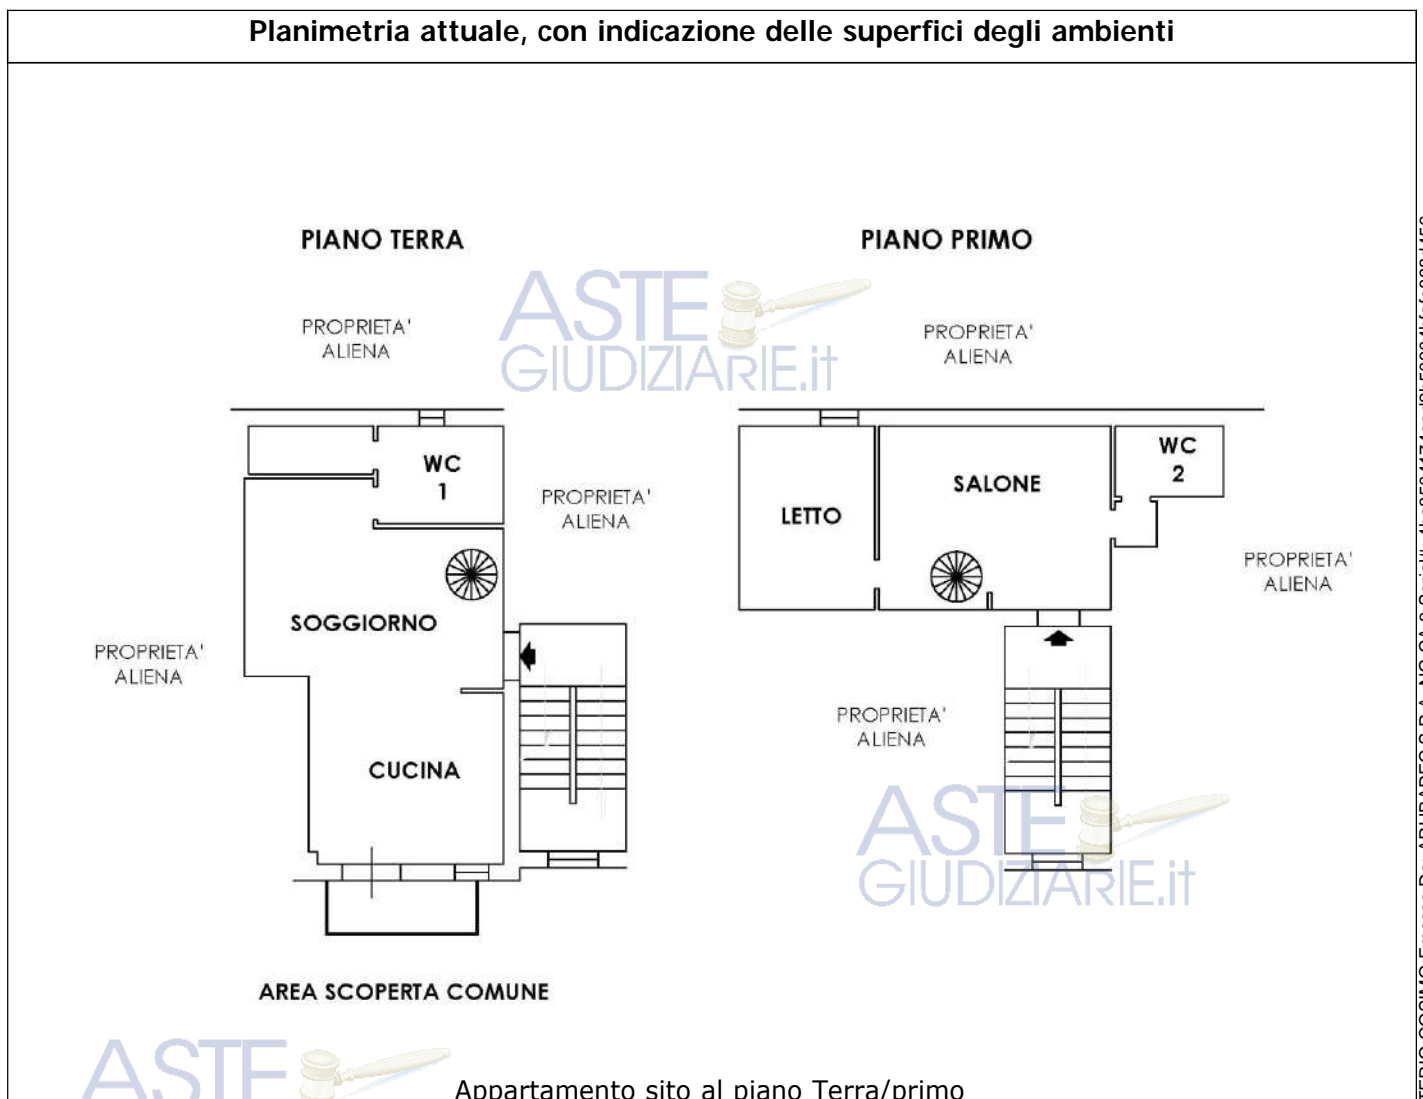 Planimetria attuale, con indicazione delle superfici degli ambienti
PIANO TERRA
PIANO PRIMO
ASTE
GIUDIZIARIE.it
PROPRIETA'
ALIENA
PROPRIETA'
ALIENA
WC
1
PROPRIETA'
ALIENA
SALONE
WC
2
LETTO
PROPRIETA'
ALIENA
SOGGIORNO
PROPRIETA'
ALIENA
PROPRIETA'
ALIENA
CUCINA
ASTE
GIUDIZIARIE.it
AREA SCOPERTA COMUNE
ASTE
Appartamento sito al piano Terra/primo